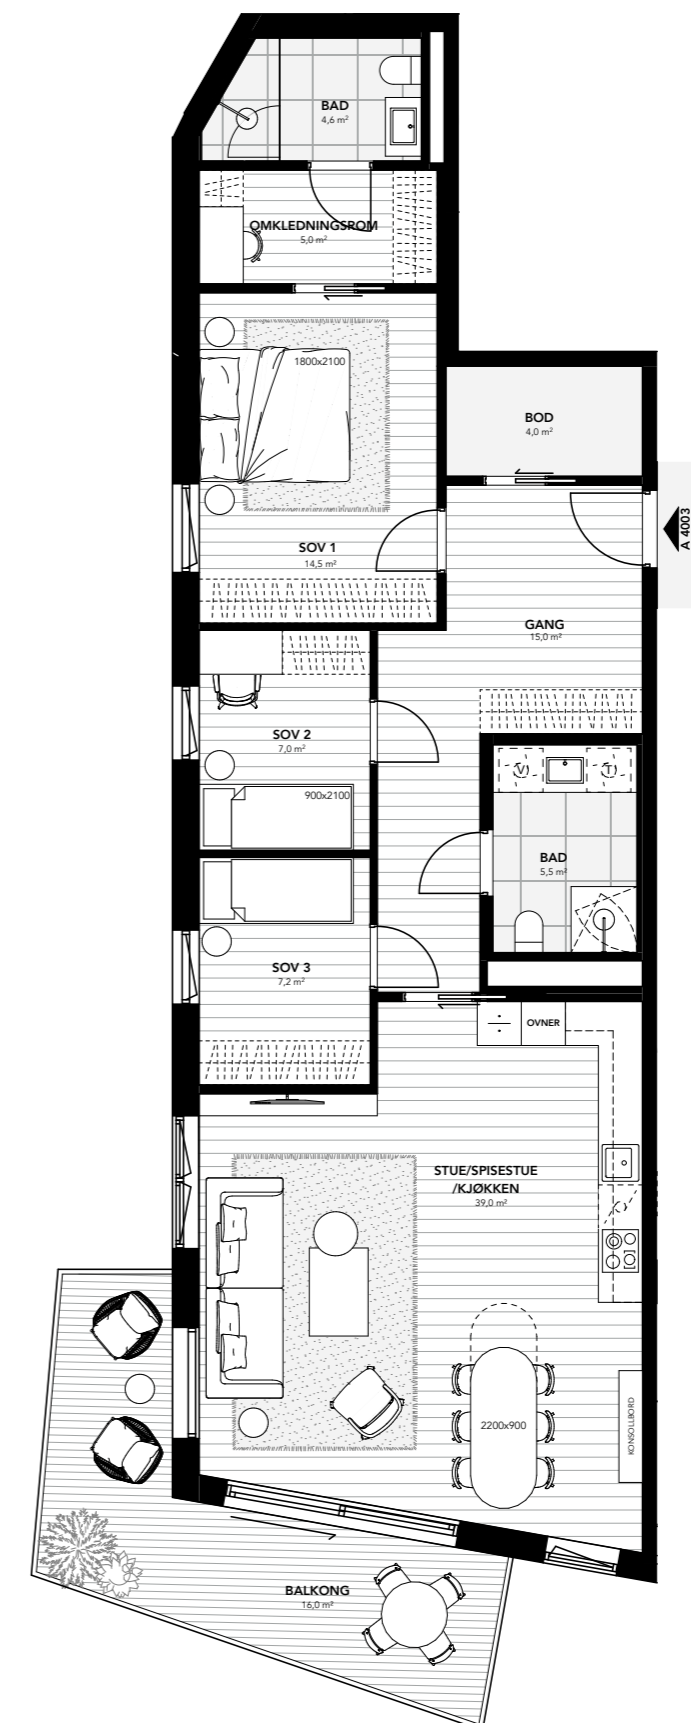 BAD
4,6 m²
OMKLEDNINGSROM
5,0 m²
1800x2100
BOD
4,0 m²
A 4003
SOV 1
14,5 m²
GANG
15,0 m²
SOV 2
7,0 m²
V
T
900x2100
BAD
5,5 m²
SOV 3
7,2 m²
OVNER
STUE/SPISESTUE
/KJØKKEN
39,0 m²
KONSOLLBORD
2200x900
BALKONG
16,0 m²